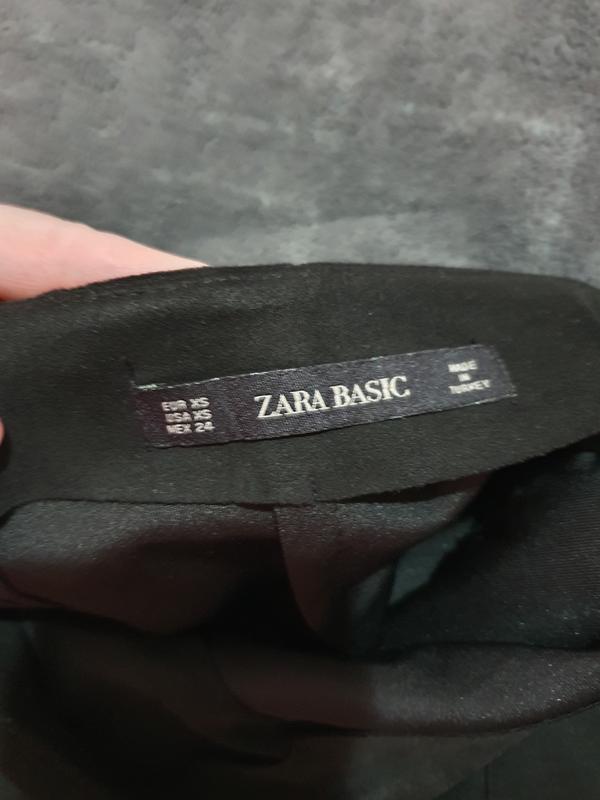 EUR XS
USA XS
MEX 24
ZARA BASIC
MADE
IN
TURKEY